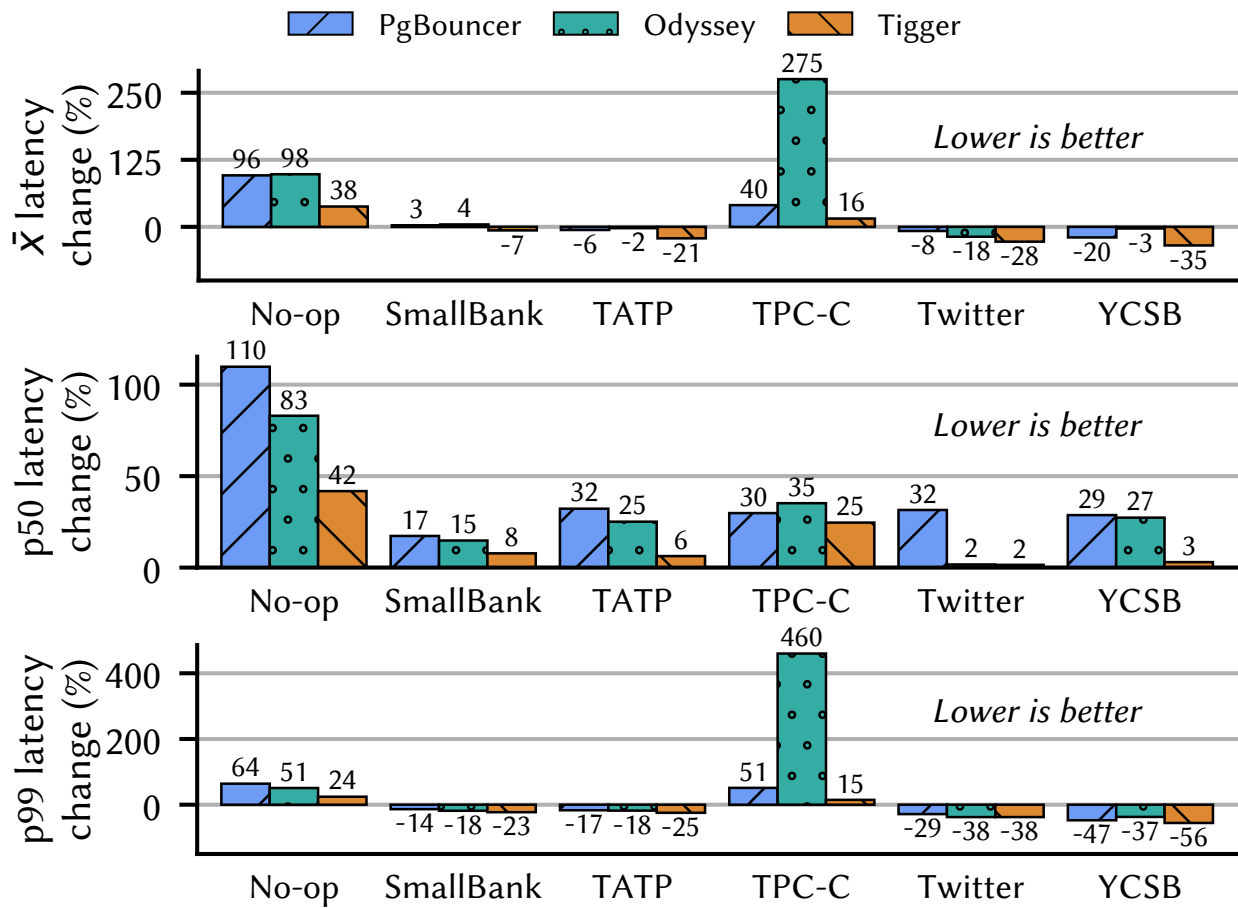 PgBouncer Odyssey Tigger
X̄ latency
change (%)
250
125
0
Lower is better
96 98 38
3 4 -7
-6 -2 -21
40 275 16
-8 -18 -28
-20 -3 -35
No-op SmallBank TATP TPC-C Twitter YCSB
p50 latency
change (%)
100
50
0
Lower is better
110 83 42
17 15 8
32 25 6
30 35 25
32 2 2
29 27 3
No-op SmallBank TATP TPC-C Twitter YCSB
p99 latency
change (%)
400
200
0
Lower is better
64 51 24
-14 -18 -23
-17 -18 -25
51 460 15
-29 -38 -38
-47 -37 -56
No-op SmallBank TATP TPC-C Twitter YCSB